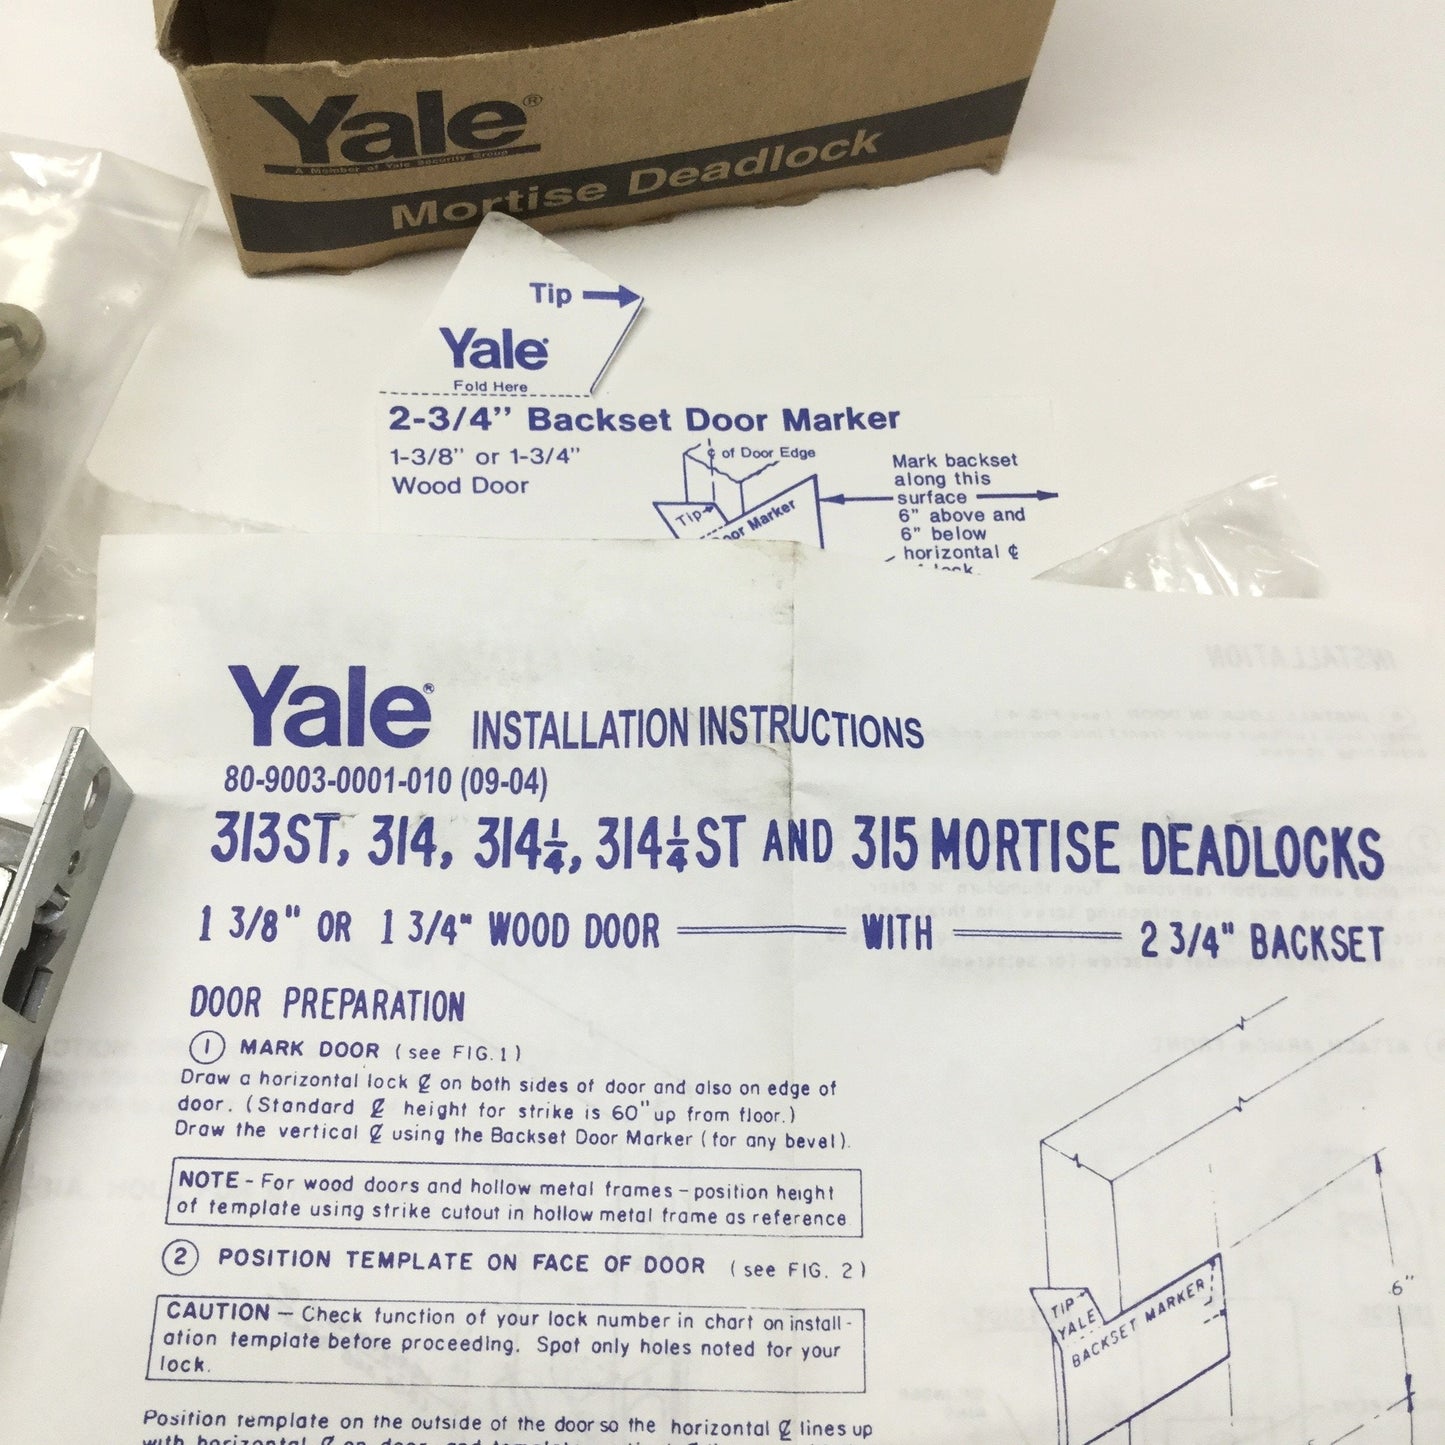 Yale®
A Member of Yale Security Group
Mortise Deadlock
Tip
Yale
Fold Here
2-3/4” Backset Door Marker
1-3/8” or 1-3/4”
Wood Door
℄ of Door Edge
Tip
Door Marker
Mark backset
along this
surface
6” above and
6” below
horizontal ℄
INSTALLATION
Yale® INSTALLATION INSTRUCTIONS
80-9003-0001-010 (09-04)
313ST, 314, 314¼, 314¼ST AND 315 MORTISE DEADLOCKS
1 3/8" OR 1 3/4" WOOD DOOR WITH 2 3/4" BACKSET
DOOR PREPARATION
1 MARK DOOR (see FIG.1)
Draw a horizontal lock ℄ on both sides of door and also on edge of
door. (Standard ℄ height for strike is 60" up from floor.)
Draw the vertical ℄ using the Backset Door Marker (for any bevel).
NOTE - For wood doors and hollow metal frames - position height
of template using strike cutout in hollow metal frame as reference
2 POSITION TEMPLATE ON FACE OF DOOR (see FIG. 2)
CAUTION — Check function of your lock number in chart on install-
ation template before proceeding. Spot only holes noted for your
lock.
Position template on the outside of the door so the horizontal ℄ lines up
TIP
YALE
BACKSET MARKER
6"